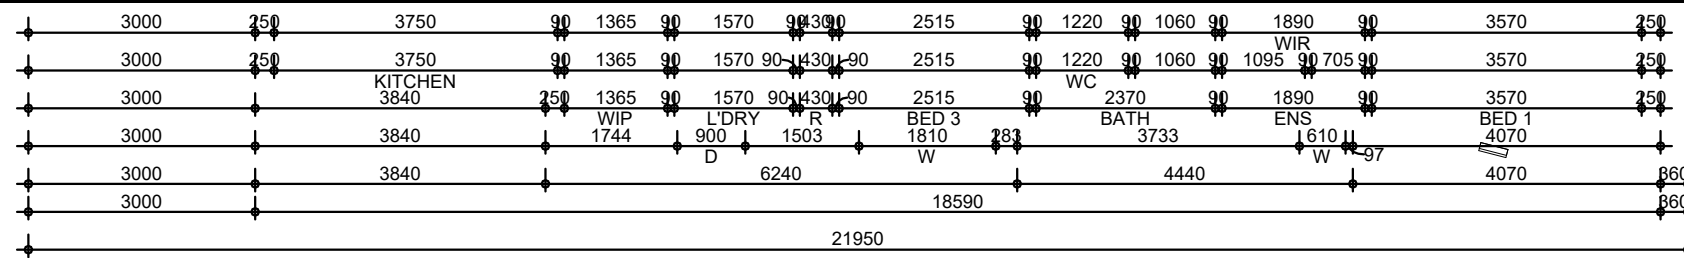 3000 250 3750 90 1365 90 1570 90 430 90 2515 90 1220 90 1060 90 1890 90 3570 250
WIR
3000 250 3750 90 1365 90 1570 90 430 90 2515 90 1220 90 1060 90 1095 90 705 90 3570 250
KITCHEN WC
3000 3840 250 1365 90 1570 90 430 90 2515 90 2370 90 1890 90 3570 250
WIP L'DRY R BED 3 BATH ENS BED 1
3000 3840 1744 900 1503 1810 283 3733 610 4070
D W W 97
3000 3840 6240 4440 4070 360
3000 18590 360
21950